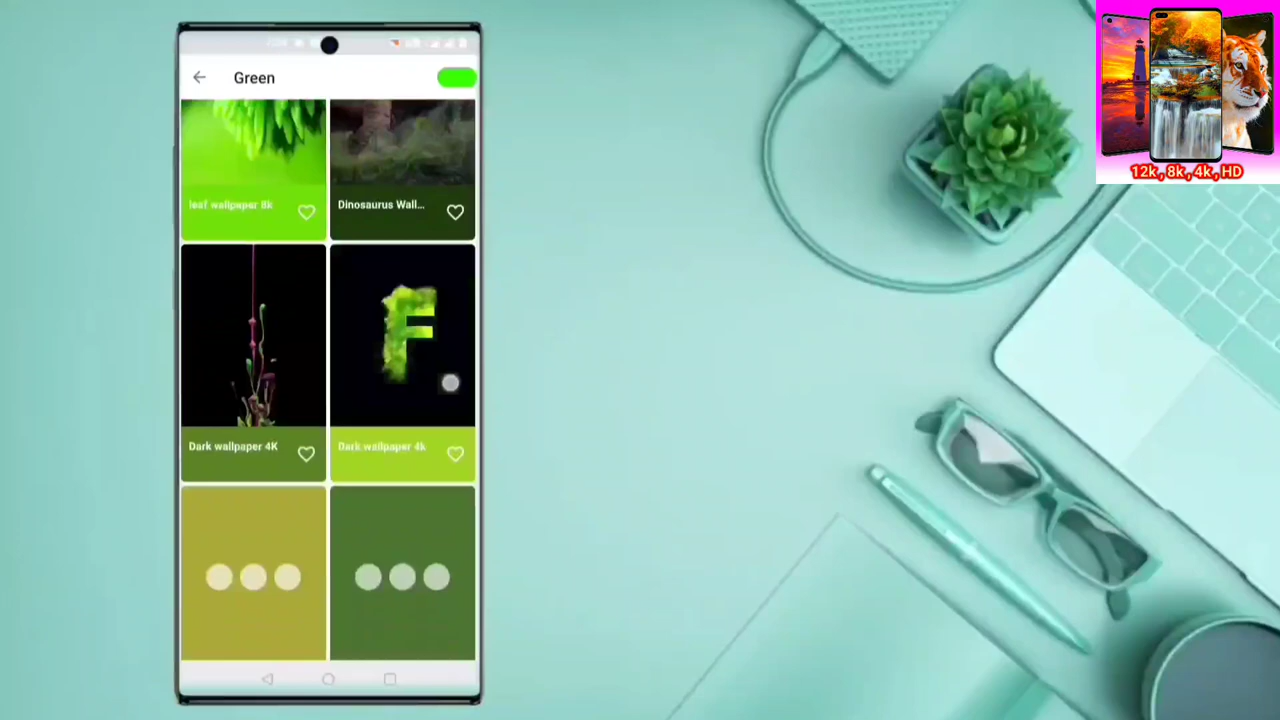 Green
leaf wallpaper 8k
Dinosaurus Wall...
Dark wallpaper 4K
F
Dark wallpaper 4k
12k,8k,4k,HD